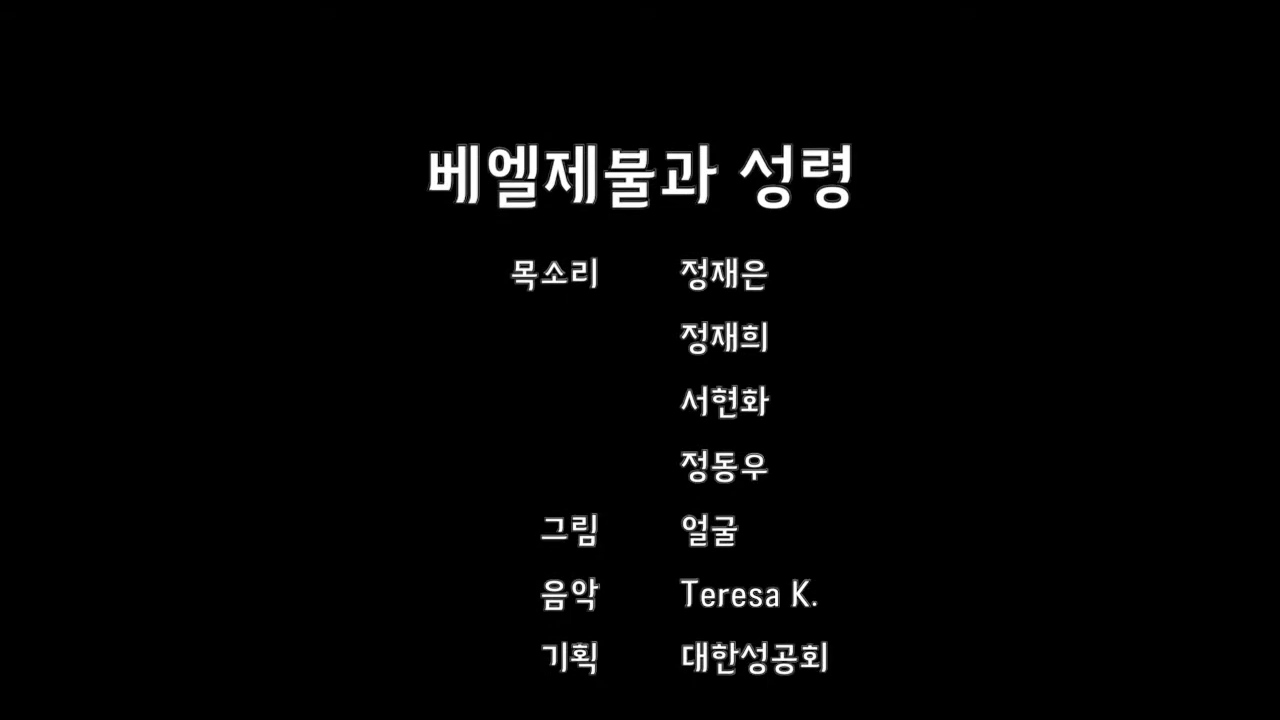 베엘제불과 성령
목소리 정재은
정재희
서현화
정동우
그림 얼굴
음악 Teresa K.
기획 대한성공회